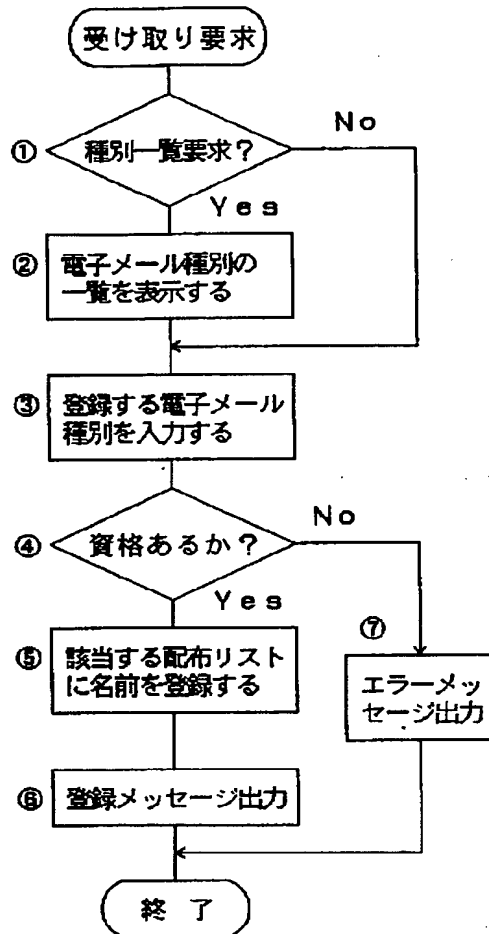 受け取り要求
① 種別一覧要求？
No
Yes
② 電子メール種別の
一覧を表示する
③ 登録する電子メール
種別を入力する
④ 資格あるか？
No
Yes
⑤ 該当する配布リスト
に名前を登録する
⑦
エラーメッ
セージ出力
⑥ 登録メッセージ出力
終了